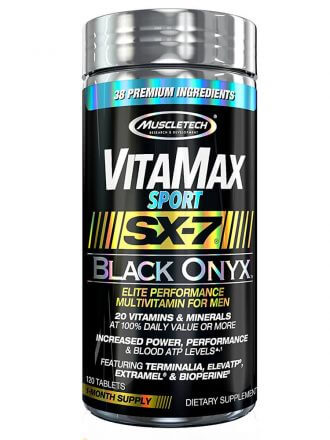 38 PREMIUM INGREDIENTS
MUSCLETECH
RESEARCH & DEVELOPMENT
VITAMAX
SPORT
SX-7®
BLACK ONYX
ELITE PERFORMANCE
MULTIVITAMIN FOR MEN
20 VITAMINS & MINERALS
AT 100% DAILY VALUE OR MORE
INCREASED POWER, PERFORMANCE
& BLOOD ATP LEVELS
FEATURING TERMINALIA, ELEVATP,
EXTRAMEL® & BIOPERINE®
120 TABLETS
-MONTH SUPPLY
DIETARY SUPPLEMENT